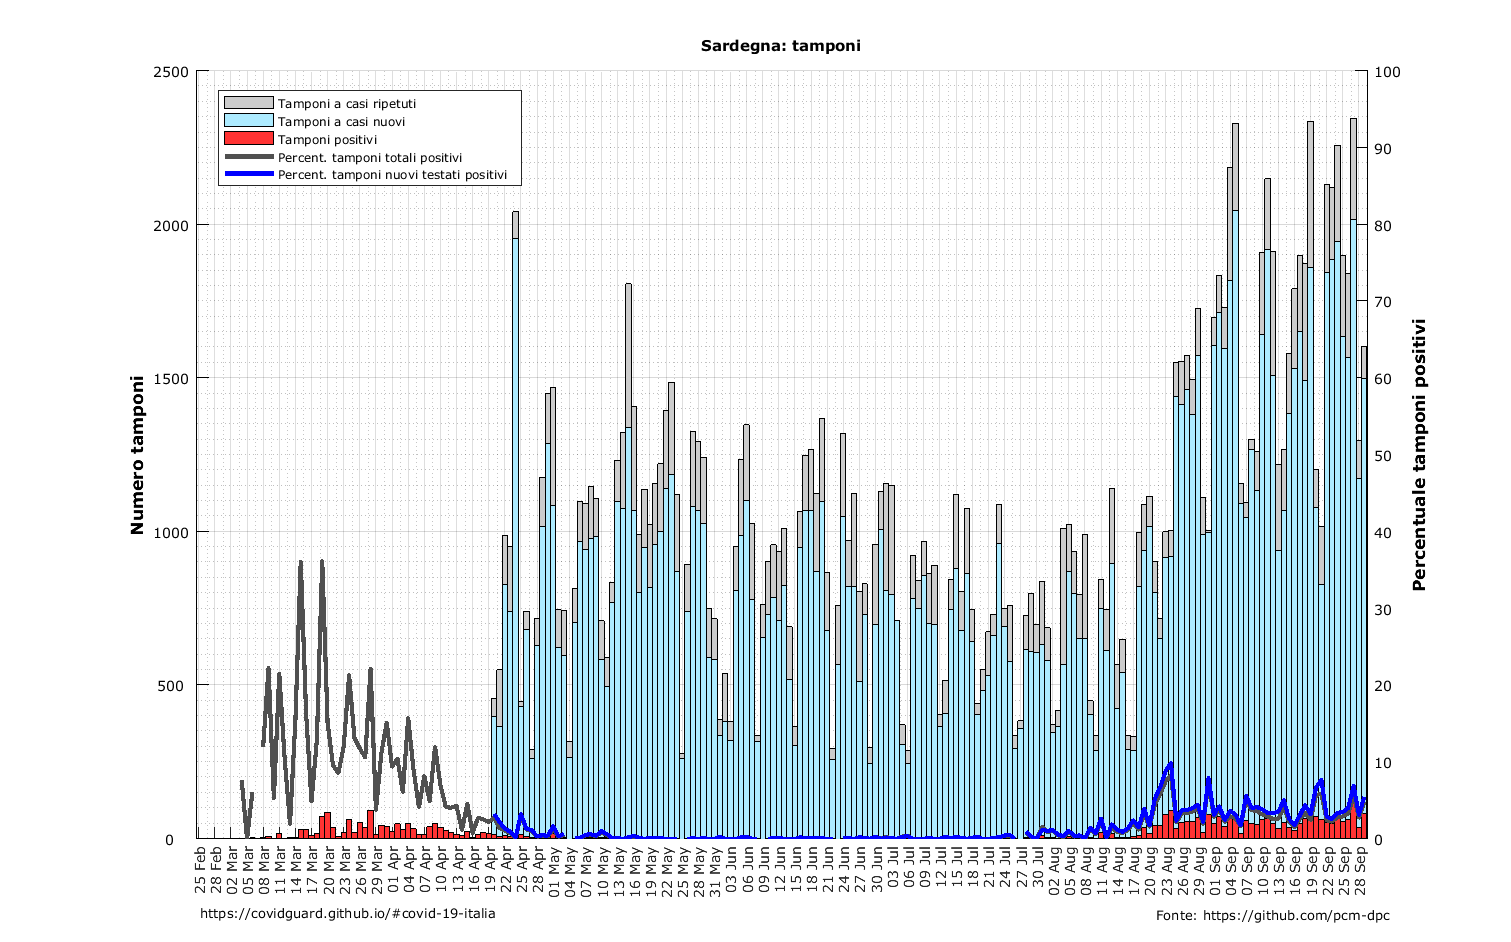 Sardegna: tamponi
Tamponi a casi ripetuti
Tamponi a casi nuovi
Tamponi positivi
Percent. tamponi totali positivi
Percent. tamponi nuovi testati positivi
Numero tamponi
2500
2000
1500
1000
500
0
100
90
80
70
60
50
40
30
20
10
0
Percentuale tamponi positivi
25 Feb
28 Feb
02 Mar
05 Mar
08 Mar
11 Mar
14 Mar
17 Mar
20 Mar
23 Mar
26 Mar
29 Mar
01 Apr
04 Apr
07 Apr
10 Apr
13 Apr
16 Apr
19 Apr
22 Apr
25 Apr
28 Apr
01 May
04 May
07 May
10 May
13 May
16 May
19 May
22 May
25 May
28 May
31 May
03 Jun
06 Jun
09 Jun
12 Jun
15 Jun
18 Jun
21 Jun
24 Jun
27 Jun
30 Jun
03 Jul
06 Jul
09 Jul
12 Jul
15 Jul
18 Jul
21 Jul
24 Jul
27 Jul
30 Jul
02 Aug
05 Aug
08 Aug
11 Aug
14 Aug
17 Aug
20 Aug
23 Aug
26 Aug
29 Aug
01 Sep
04 Sep
07 Sep
10 Sep
13 Sep
16 Sep
19 Sep
22 Sep
25 Sep
28 Sep
https://covidguard.github.io/#covid-19-italia
Fonte: https://github.com/pcm-dpc